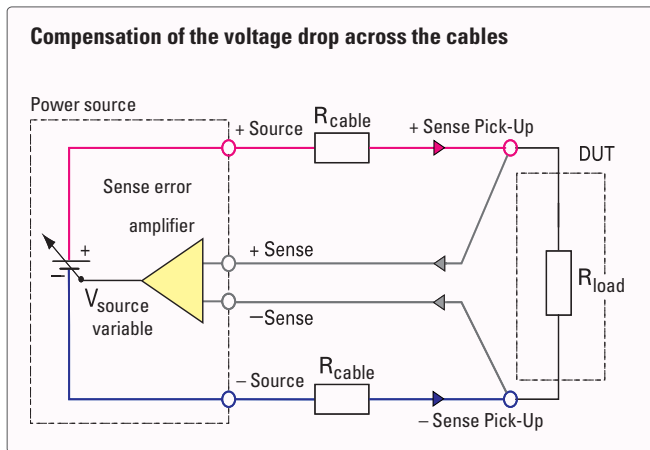 Compensation of the voltage drop across the cables
Power source
+ Source
Rcable
+ Sense Pick-Up
DUT
Sense error
amplifier
+ Sense
+
−
Vsource
variable
Rload
−Sense
− Source
Rcable
− Sense Pick-Up